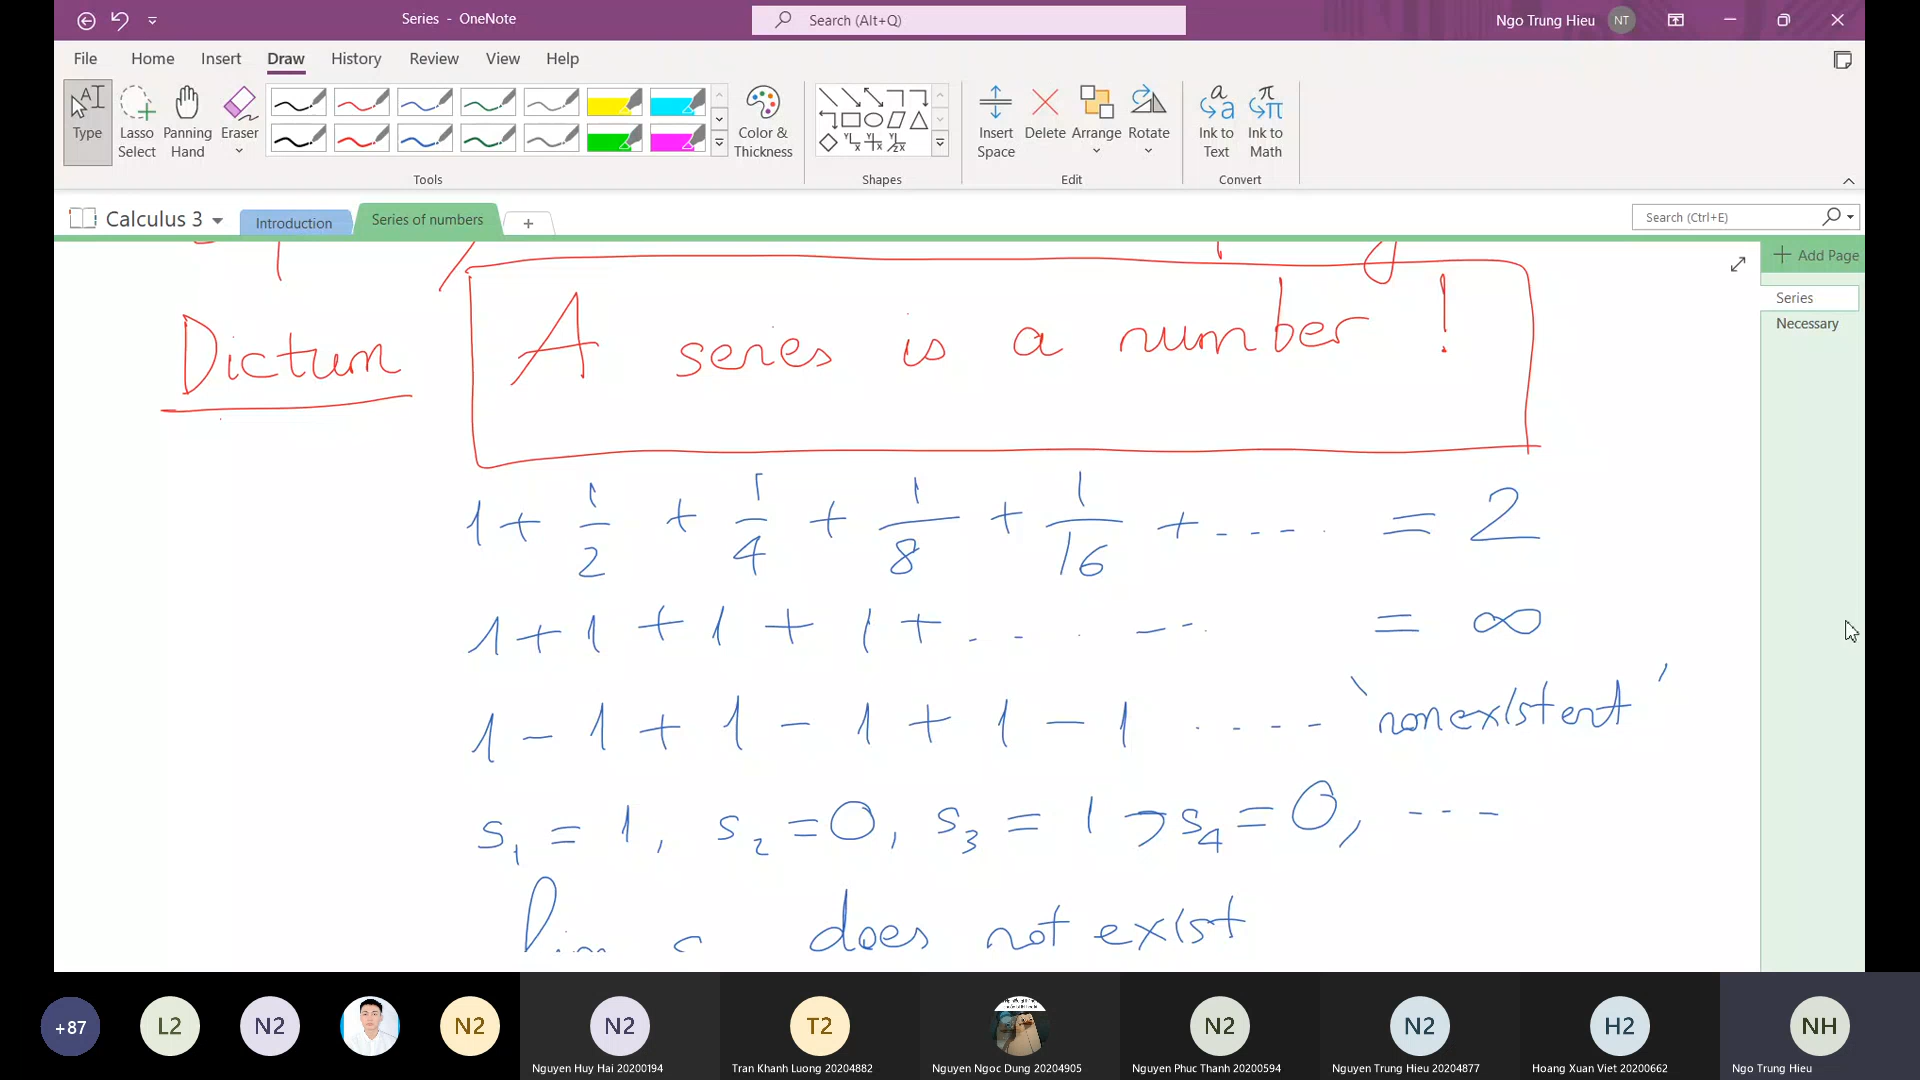 Series - OneNote
Search (Alt+Q)
Ngo Trung Hieu
NT
File Home Insert Draw History Review View Help
Type
Lasso Select
Panning Hand
Eraser
Color & Thickness
Insert Space
Delete
Arrange
Rotate
Ink to Text
Ink to Math
Tools Shapes Edit Convert
Calculus 3
Introduction
Series of numbers
+
Search (Ctrl+E)
+ Add Page
Series
Necessary
Dictum
A series is a number !
1 + 1/2 + 1/4 + 1/8 + 1/16 + .... = 2
1 + 1 + 1 + 1 + ... ... = ∞
1 - 1 + 1 - 1 + 1 - 1 .... 'nonexistent'
s₁ = 1, s₂ = 0, s₃ = 1, s₄ = 0, ...
does not exist
+87
L2
N2
N2
N2
Nguyen Huy Hai 20200194
T2
Tran Khanh Luong 20204882
Nguyen Ngoc Dung 20204905
N2
Nguyen Phuc Thanh 20200594
N2
Nguyen Trung Hieu 20204877
H2
Hoang Xuan Viet 20200662
NH
Ngo Trung Hieu